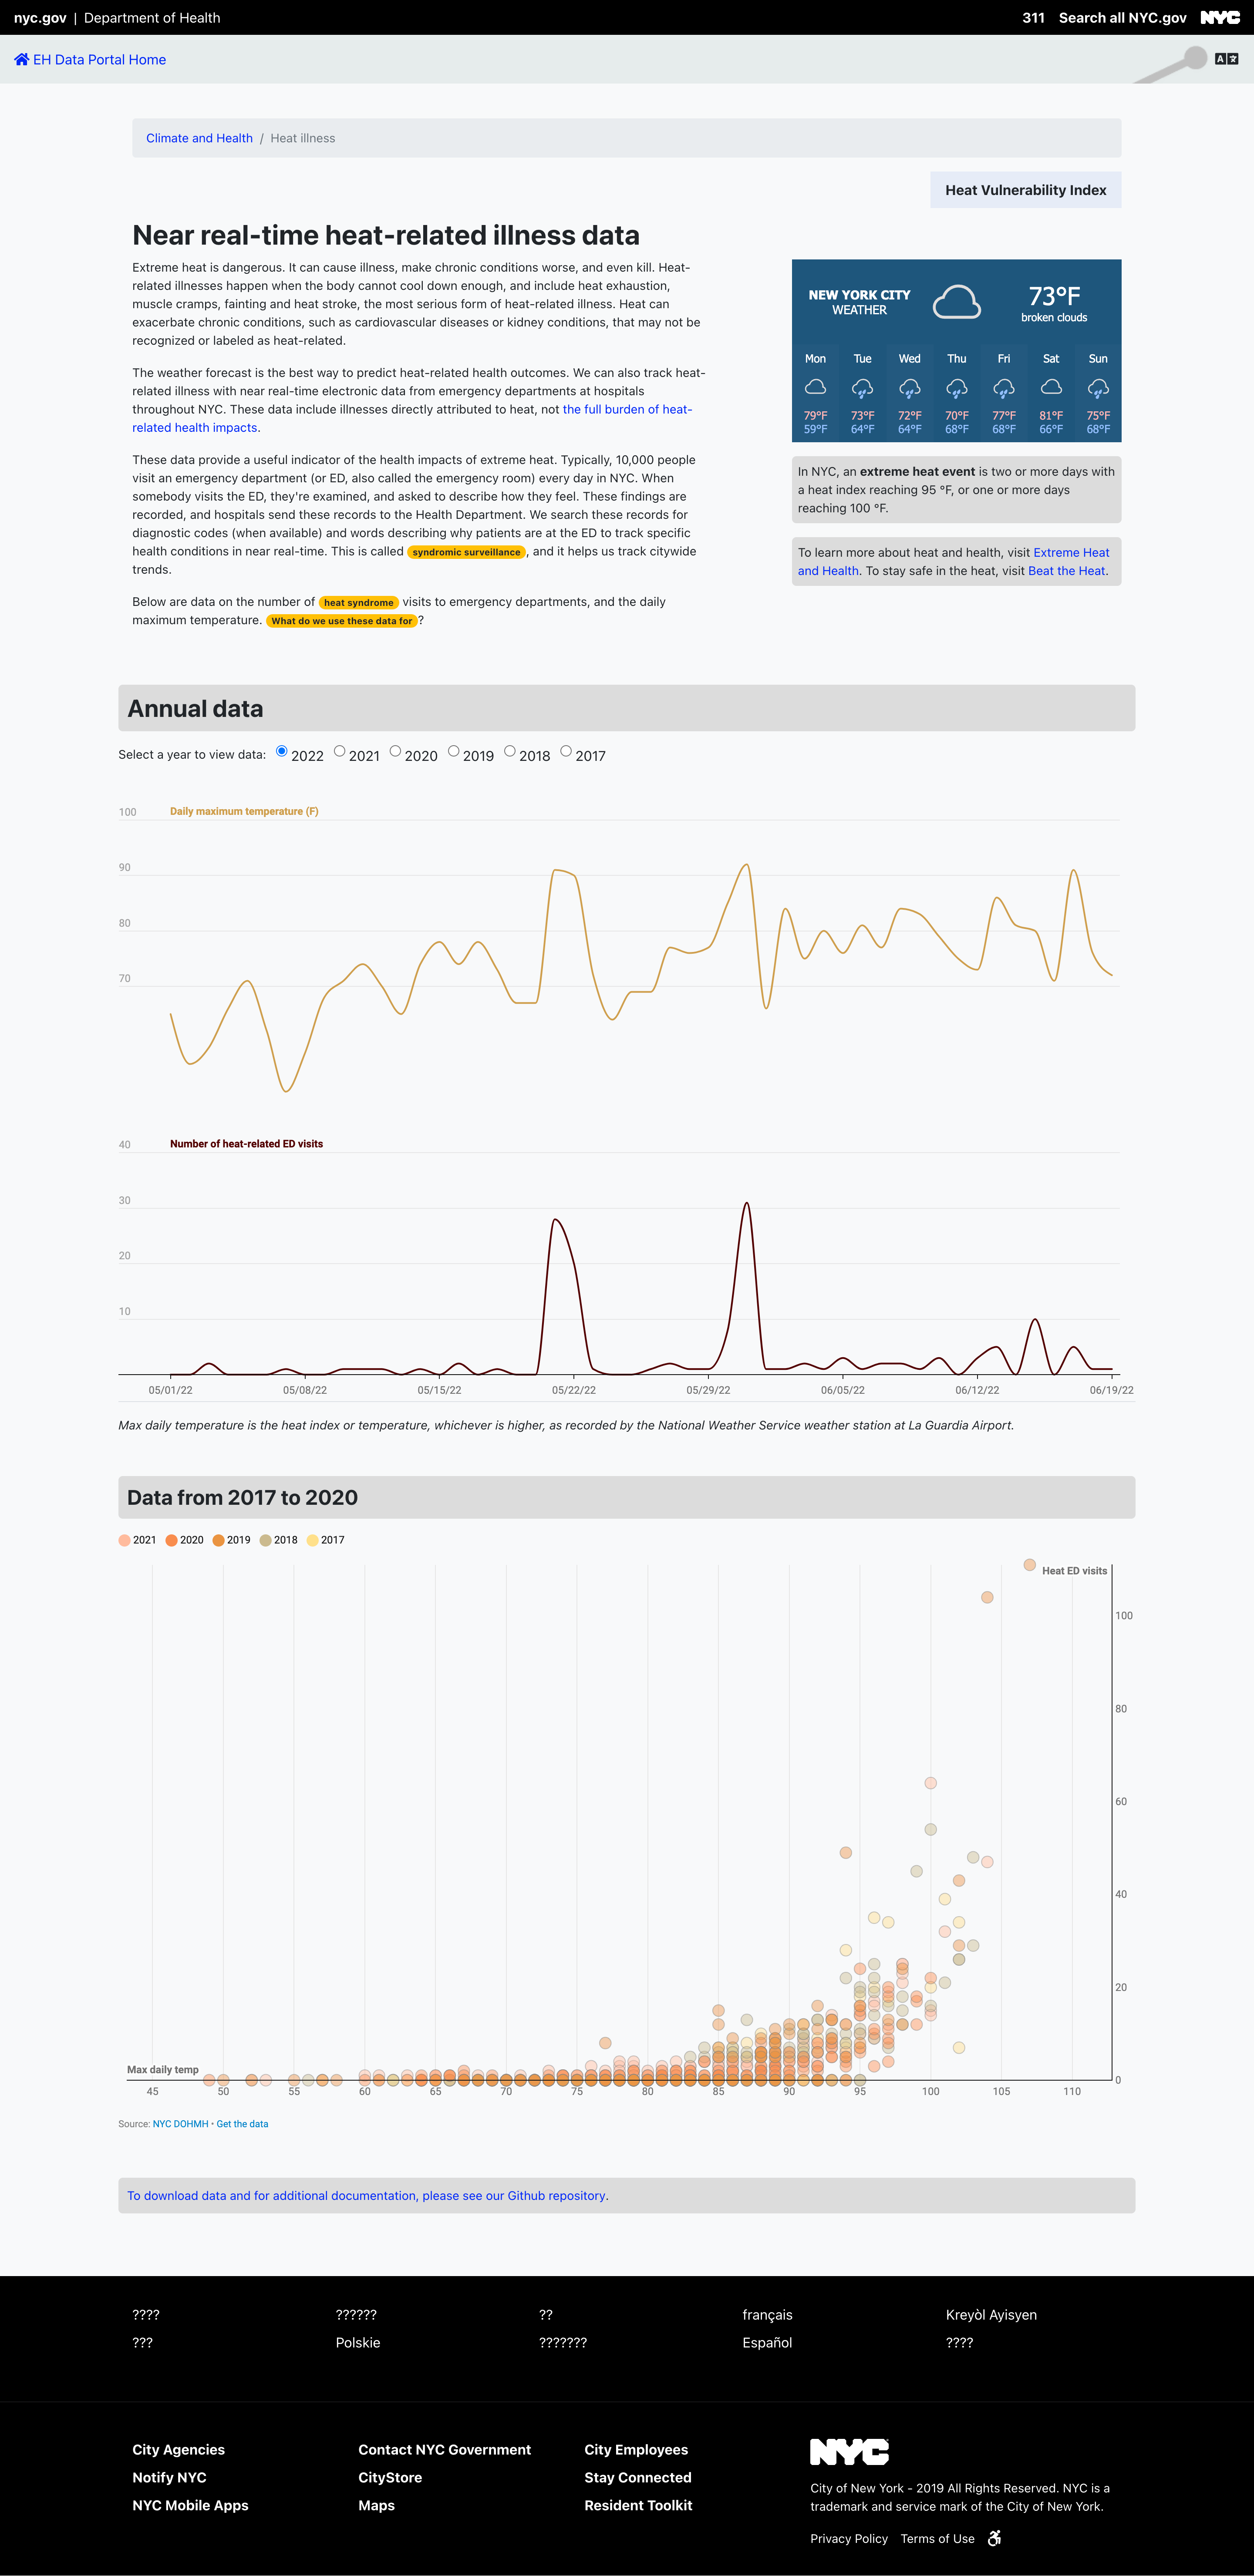 nyc.gov | Department of Health
311 Search all NYC.gov NYC
EH Data Portal Home
Climate and Health / Heat illness
Heat Vulnerability Index
Near real-time heat-related illness data
Extreme heat is dangerous. It can cause illness, make chronic conditions worse, and even kill. Heat-
related illnesses happen when the body cannot cool down enough, and include heat exhaustion,
muscle cramps, fainting and heat stroke, the most serious form of heat-related illness. Heat can
exacerbate chronic conditions, such as cardiovascular diseases or kidney conditions, that may not be
recognized or labeled as heat-related.
The weather forecast is the best way to predict heat-related health outcomes. We can also track heat-
related illness with near real-time electronic data from emergency departments at hospitals
throughout NYC. These data include illnesses directly attributed to heat, not the full burden of heat-
related health impacts.
These data provide a useful indicator of the health impacts of extreme heat. Typically, 10,000 people
visit an emergency department (or ED, also called the emergency room) every day in NYC. When
somebody visits the ED, they're examined, and asked to describe how they feel. These findings are
recorded, and hospitals send these records to the Health Department. We search these records for
diagnostic codes (when available) and words describing why patients are at the ED to track specific
health conditions in near real-time. This is called syndromic surveillance, and it helps us track citywide
trends.
Below are data on the number of heat syndrome visits to emergency departments, and the daily
maximum temperature. What do we use these data for?
NEW YORK CITY
WEATHER
73°F
broken clouds
Mon Tue Wed Thu Fri Sat Sun
79°F 73°F 72°F 70°F 77°F 81°F 75°F
59°F 64°F 64°F 68°F 68°F 66°F 68°F
In NYC, an extreme heat event is two or more days with
a heat index reaching 95 °F, or one or more days
reaching 100 °F.
To learn more about heat and health, visit Extreme Heat
and Health. To stay safe in the heat, visit Beat the Heat.
Annual data
Select a year to view data: 2022 2021 2020 2019 2018 2017
100 Daily maximum temperature (F)
90
80
70
40 Number of heat-related ED visits
30
20
10
05/01/22 05/08/22 05/15/22 05/22/22 05/29/22 06/05/22 06/12/22 06/19/22
Max daily temperature is the heat index or temperature, whichever is higher, as recorded by the National Weather Service weather station at La Guardia Airport.
Data from 2017 to 2020
2021 2020 2019 2018 2017
Heat ED visits
100
80
60
40
20
Max daily temp
0
45 50 55 60 65 70 75 80 85 90 95 100 105 110
Source: NYC DOHMH • Get the data
To download data and for additional documentation, please see our Github repository.
???? ?????? ?? français Kreyòl Ayisyen
??? Polskie ??????? Español ????
City Agencies Contact NYC Government City Employees
Notify NYC CityStore Stay Connected
NYC Mobile Apps Maps Resident Toolkit
NYC
City of New York - 2019 All Rights Reserved. NYC is a
trademark and service mark of the City of New York.
Privacy Policy Terms of Use